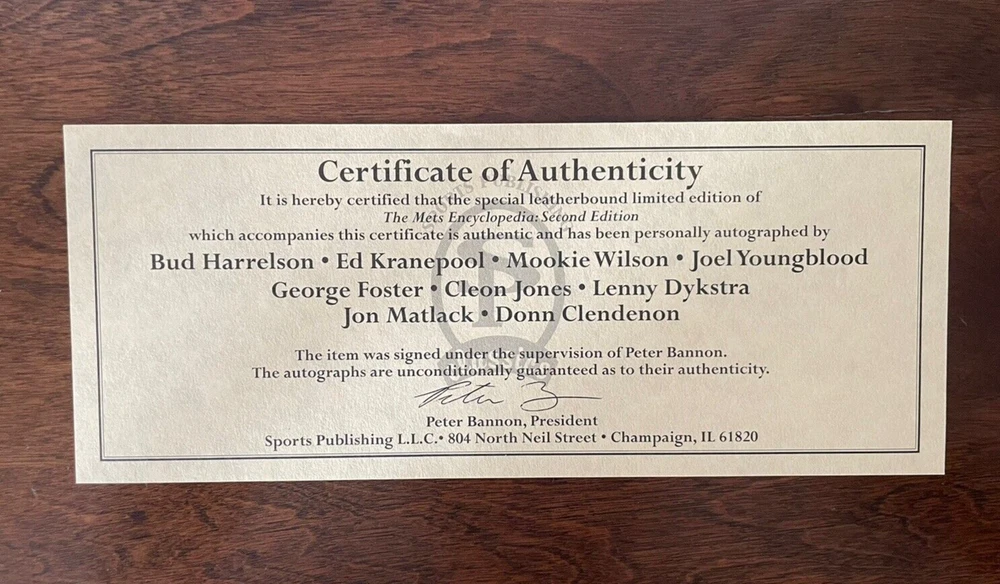 Certificate of Authenticity
It is hereby certified that the special leatherbound limited edition of
The Mets Encyclopedia: Second Edition
which accompanies this certificate is authentic and has been personally autographed by
Bud Harrelson • Ed Kranepool • Mookie Wilson • Joel Youngblood
George Foster • Cleon Jones • Lenny Dykstra
Jon Matlack • Donn Clendenon
The item was signed under the supervision of Peter Bannon.
The autographs are unconditionally guaranteed as to their authenticity.
Peter Bannon, President
Sports Publishing L.L.C.• 804 North Neil Street • Champaign, IL 61820